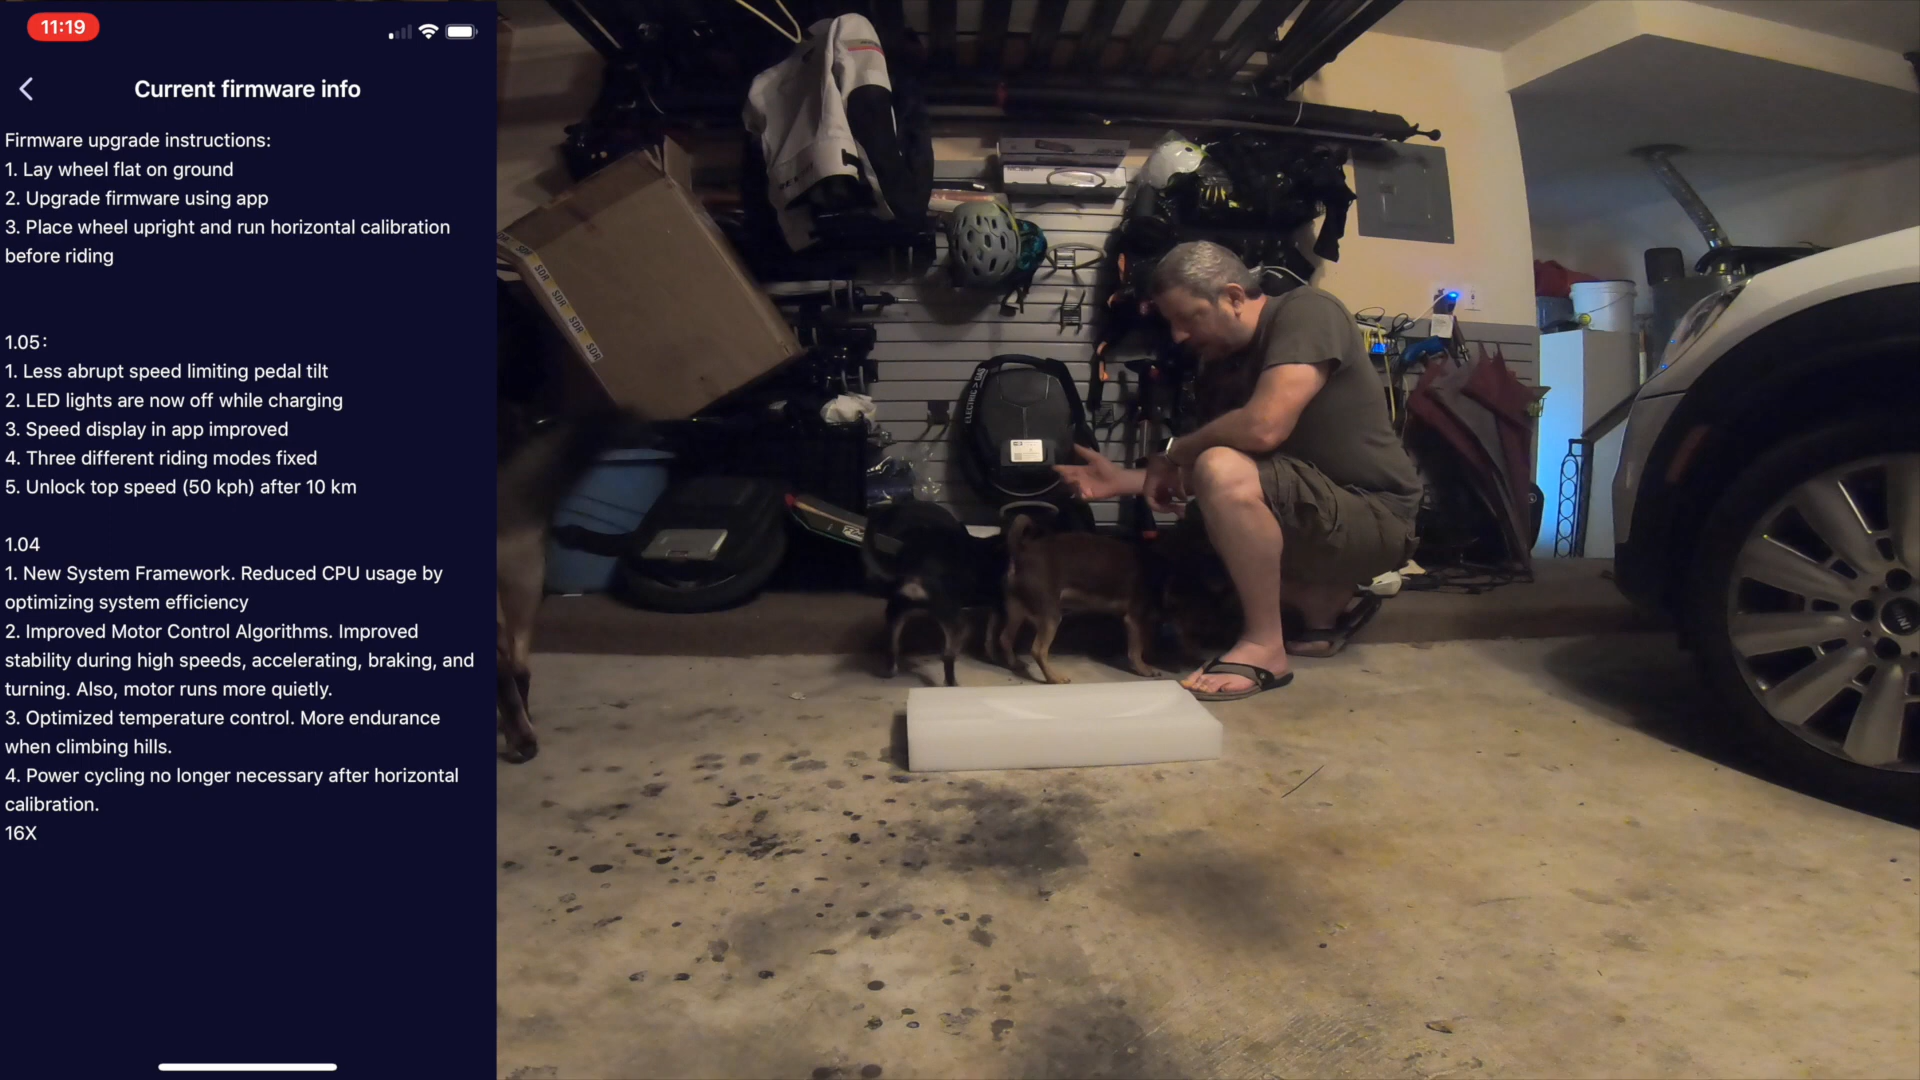 11:19
Current firmware info
Firmware upgrade instructions:
1. Lay wheel flat on ground
2. Upgrade firmware using app
3. Place wheel upright and run horizontal calibration
before riding
1.05:
1. Less abrupt speed limiting pedal tilt
2. LED lights are now off while charging
3. Speed display in app improved
4. Three different riding modes fixed
5. Unlock top speed (50 kph) after 10 km
1.04
1. New System Framework. Reduced CPU usage by
optimizing system efficiency
2. Improved Motor Control Algorithms. Improved
stability during high speeds, accelerating, braking, and
turning. Also, motor runs more quietly.
3. Optimized temperature control. More endurance
when climbing hills.
4. Power cycling no longer necessary after horizontal
calibration.
16X
SDR
SDR
SDR
SDR